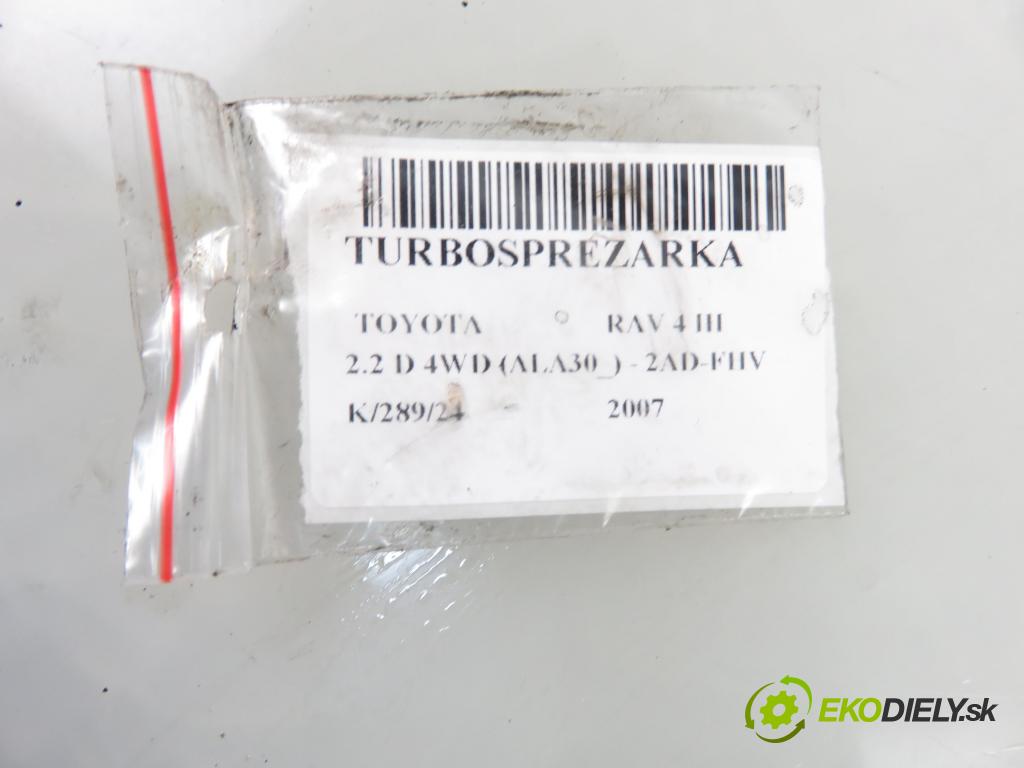 TURBOSPREZARKA
TOYOTA RAV 4 III
2.2 D 4WD (ALA30_) - 2AD-FHV
K/289/24 2007
EKODIELY.sk